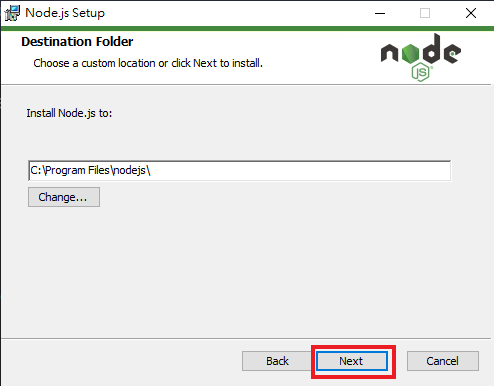 Node.js Setup
Destination Folder
Choose a custom location or click Next to install.
node
JS
Install Node.js to:
C:\Program Files\nodejs\
Change...
Back
Next
Cancel